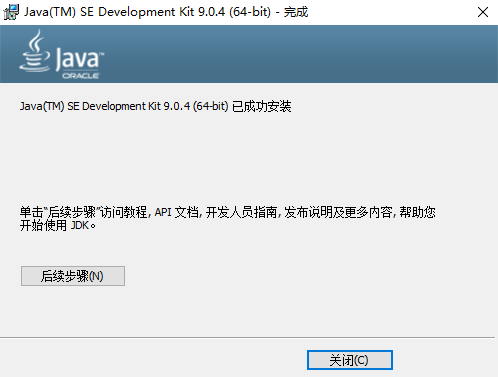 Java(TM) SE Development Kit 9.0.4 (64-bit) - 完成
Java™
ORACLE
Java(TM) SE Development Kit 9.0.4 (64-bit) 已成功安装
单击“后续步骤”访问教程, API 文档, 开发人员指南, 发布说明及更多内容, 帮助您
开始使用 JDK。
后续步骤(N)
关闭(C)